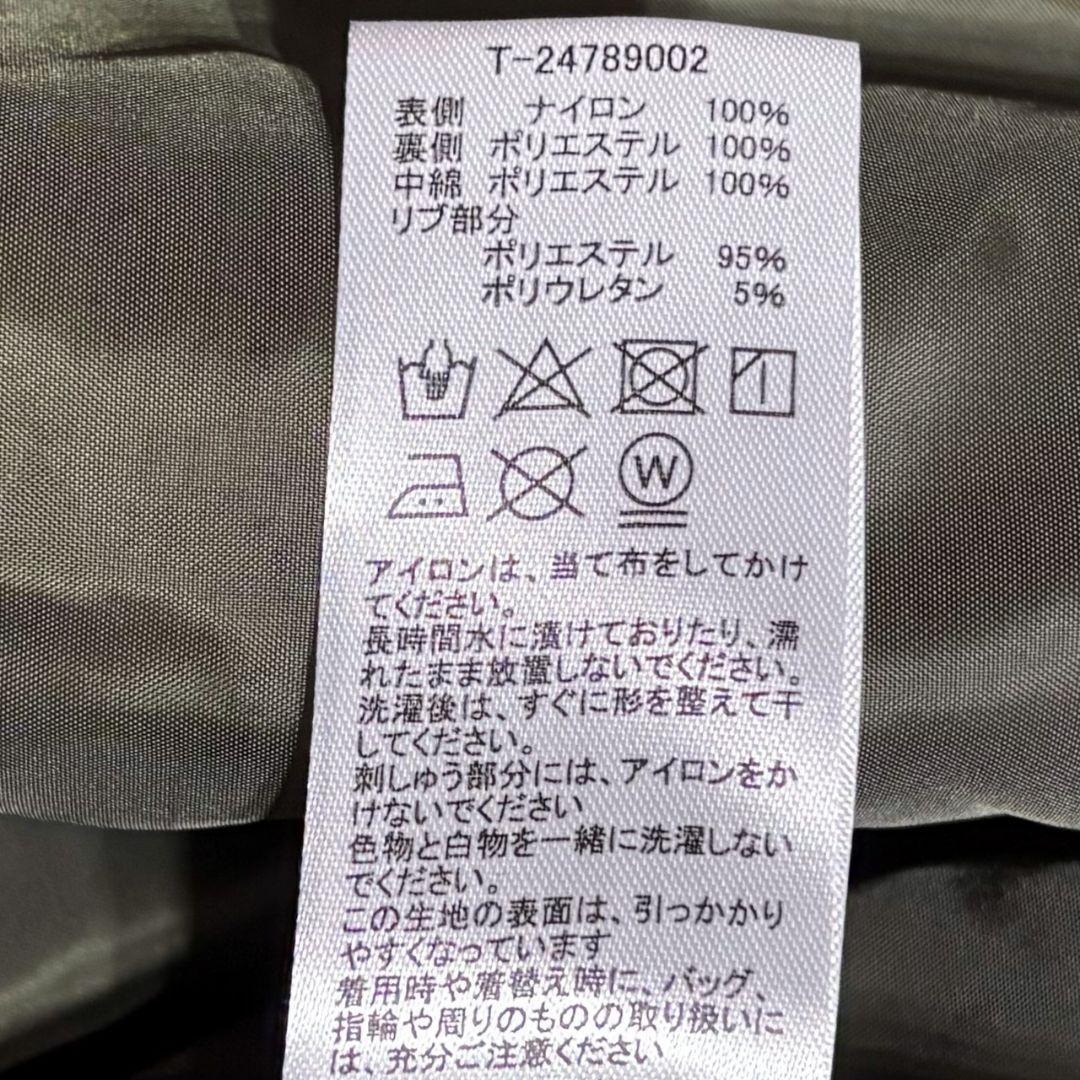 T-24789002
表側 ナイロン 100%
裏側 ポリエステル 100%
中綿 ポリエステル 100%
リブ部分
ポリエステル 95%
ポリウレタン 5%
W
アイロンは、当て布をしてかけ
てください。
長時間水に漬けておりたり、濡
れたまま放置しないでください。
洗濯後は、すぐに形を整えて干
してください。
刺しゅう部分には、アイロンをか
けないでください
色物と白物を一緒に洗濯しない
でください。
この生地の表面は、引っかかり
やすくなっています
着用時や着替え時に、バッグ、
指輪や周りのものの取り扱いに
は、充分ご注意ください